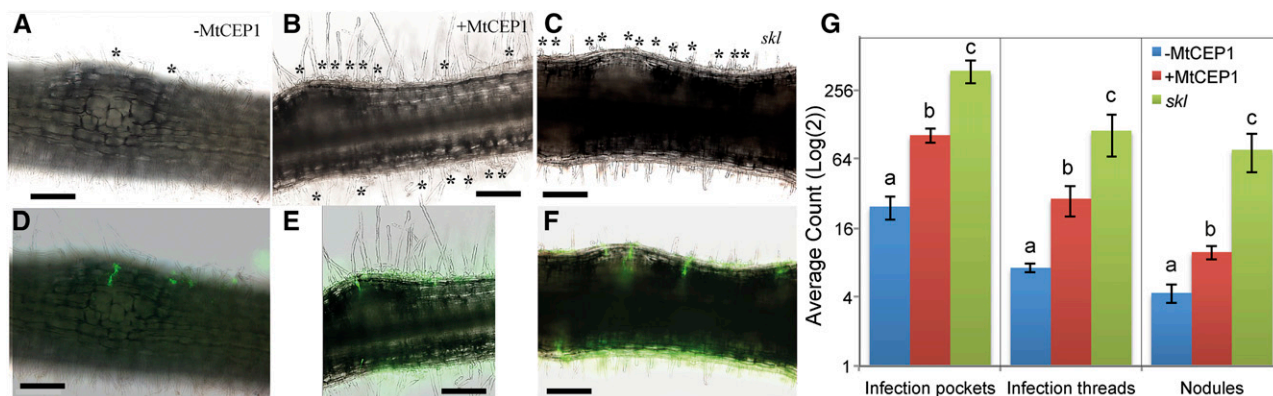 A
-MtCEP1
*
*
B
+MtCEP1
* * * * * * * *
* * * * * *
C
skl
** ** ** * * ***
D
E
F
G
Average Count (Log(2))
256
64
16
4
1
-MtCEP1
+MtCEP1
skl
a b c
a b c
a b c
Infection pockets Infection threads Nodules